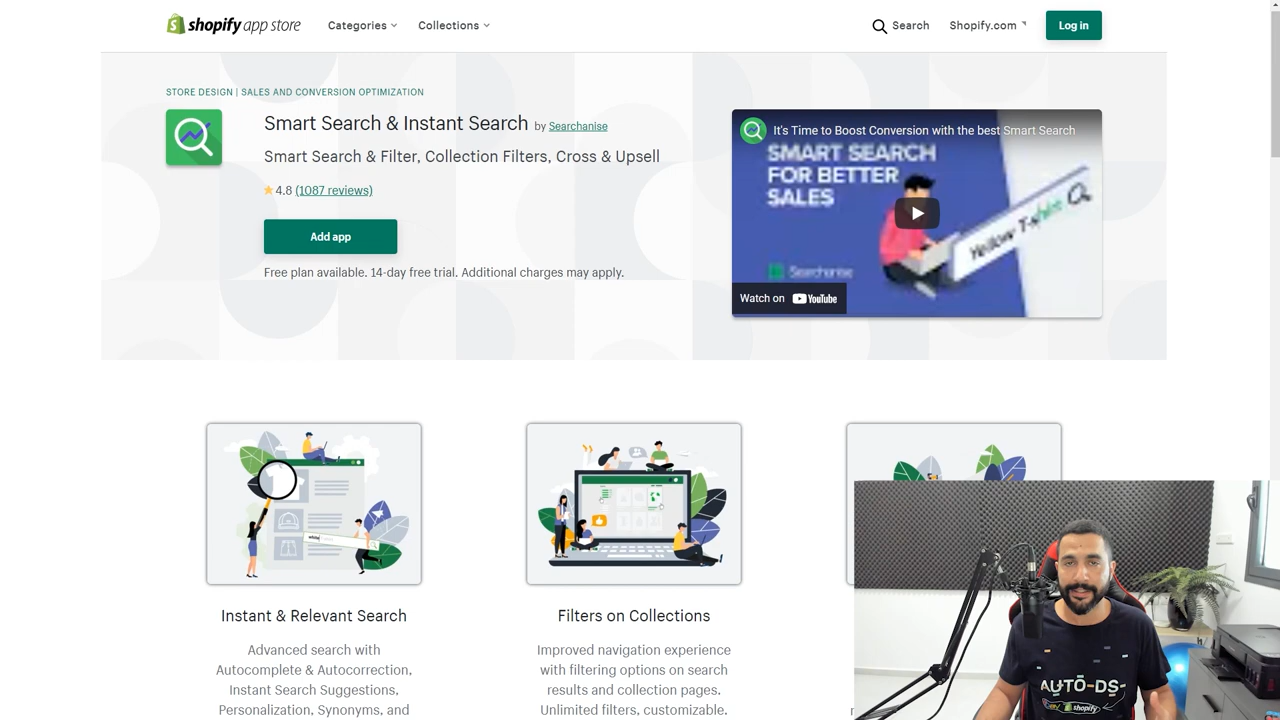 shopify app store
Categories
Collections
Search
Shopify.com
Log in
STORE DESIGN | SALES AND CONVERSION OPTIMIZATION
Smart Search & Instant Search by Searchanise
Smart Search & Filter, Collection Filters, Cross & Upsell
4.8 (1087 reviews)
Add app
Free plan available. 14-day free trial. Additional charges may apply.
It's Time to Boost Conversion with the best Smart Search
SMART SEARCH
FOR BETTER
SALES
Yellow T-shirt
Searchanise
Watch on YouTube
white
Instant & Relevant Search
Advanced search with
Autocomplete & Autocorrection,
Instant Search Suggestions,
Personalization, Synonyms, and
Filters on Collections
Improved navigation experience
with filtering options on search
results and collection pages.
Unlimited filters, customizable.
AUTO-DS
shopify